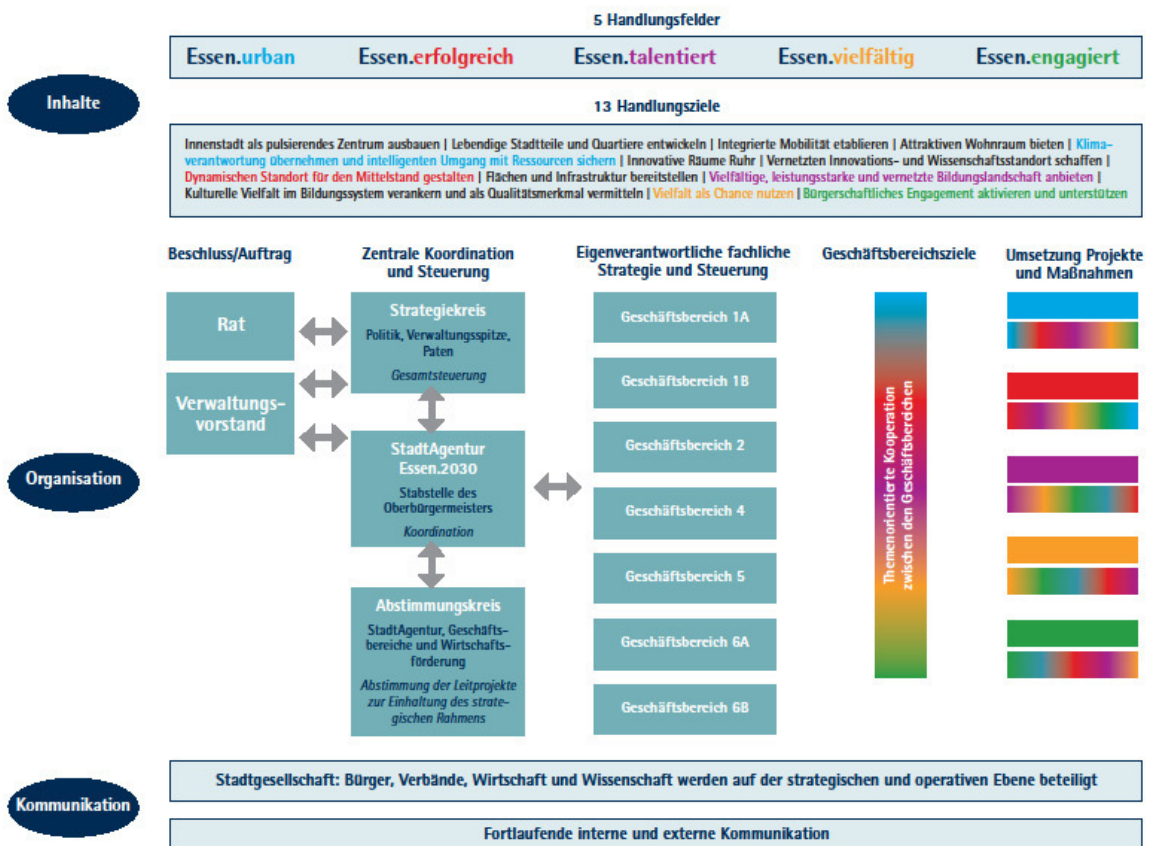 5 Handlungsfelder
Essen.urban Essen.erfolgreich Essen.talentiert Essen.vielfältig Essen.engagiert
Inhalte
13 Handlungsziele
Innenstadt als pulsierendes Zentrum ausbauen | Lebendige Stadtteile und Quartiere entwickeln | Integrierte Mobilität etablieren | Attraktiven Wohnraum bieten | Klima-
verantwortung übernehmen und intelligenten Umgang mit Ressourcen sichern | Innovative Räume Ruhr | Vernetzten Innovations- und Wissenschaftsstandort schaffen |
Dynamischen Standort für den Mittelstand gestalten | Flächen und Infrastruktur bereitstellen | Vielfältige, leistungsstarke und vernetzte Bildungslandschaft anbieten |
Kulturelle Vielfalt im Bildungssystem verankern und als Qualitätsmerkmal vermitteln | Vielfalt als Chance nutzen | Bürgerschaftliches Engagement aktivieren und unterstützen
Organisation
Beschluss/Auftrag
Rat
Verwaltungs-
vorstand
Zentrale Koordination
und Steuerung
Strategiekreis
Politik, Verwaltungsspitze,
Paten
Gesamtsteuerung
StadtAgentur
Essen.2030
Stabstelle des
Oberbürgermeisters
Koordination
Abstimmungskreis
StadtAgentur, Geschäfts-
bereiche und Wirtschafts-
förderung
Abstimmung der Leitprojekte
zur Einhaltung des strate-
gischen Rahmens
Eigenverantwortliche fachliche
Strategie und Steuerung
Geschäftsbereich 1A
Geschäftsbereich 1B
Geschäftsbereich 2
Geschäftsbereich 4
Geschäftsbereich 5
Geschäftsbereich 6A
Geschäftsbereich 6B
Geschäftsbereichsziele
Themenorientierte Kooperation
zwischen den Geschäftsbereichen
Umsetzung Projekte
und Maßnahmen
Kommunikation
Stadtgesellschaft: Bürger, Verbände, Wirtschaft und Wissenschaft werden auf der strategischen und operativen Ebene beteiligt
Fortlaufende interne und externe Kommunikation